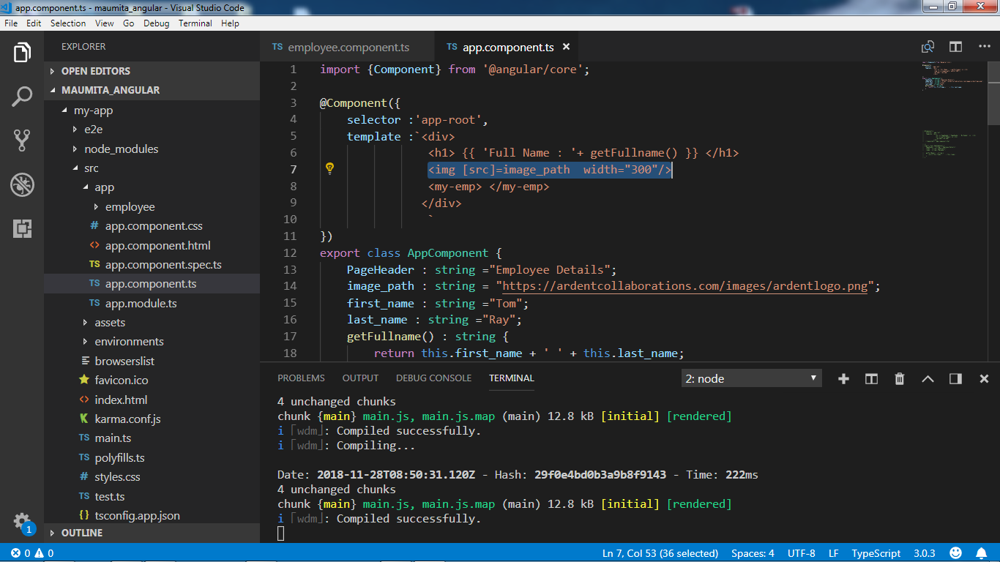 app.component.ts - maumita_angular - Visual Studio Code
File Edit Selection View Go Debug Terminal Help
EXPLORER
OPEN EDITORS
MAUMITA_ANGULAR
my-app
e2e
node_modules
src
app
employee
# app.component.css
<> app.component.html
TS app.component.spec.ts
TS app.component.ts
TS app.module.ts
assets
environments
browserslist
favicon.ico
<> index.html
karma.conf.js
TS main.ts
TS polyfills.ts
# styles.css
TS test.ts
{} tsconfig.app.json
OUTLINE
1
TS employee.component.ts TS app.component.ts ×
1 import {Component} from '@angular/core';
2
3 @Component({
4 selector :'app-root',
5 template :`<div>
6 <h1> {{ 'Full Name : '+ getFullname() }} </h1>
7 <img [src]=image_path  width="300"/>
8 <my-emp> </my-emp>
9 </div>
10 `
11 })
12 export class AppComponent {
13 PageHeader : string ="Employee Details";
14 image_path : string = "https://ardentcollaborations.com/images/ardentlogo.png";
15 first_name : string ="Tom";
16 last_name : string ="Ray";
17 getFullname() : string {
18 return this.first_name + ' ' + this.last_name;
PROBLEMS OUTPUT DEBUG CONSOLE TERMINAL 2: node
4 unchanged chunks
chunk {main} main.js, main.js.map (main) 12.8 kB [initial] [rendered]
i ｢wdm｣: Compiled successfully.
i ｢wdm｣: Compiling...
Date: 2018-11-28T08:50:31.120Z - Hash: 29f0e4bd0b3a9b8f9143 - Time: 222ms
4 unchanged chunks
chunk {main} main.js, main.js.map (main) 12.8 kB [initial] [rendered]
i ｢wdm｣: Compiled successfully.
0 0 Ln 7, Col 53 (36 selected) Spaces: 4 UTF-8 LF TypeScript 3.0.3